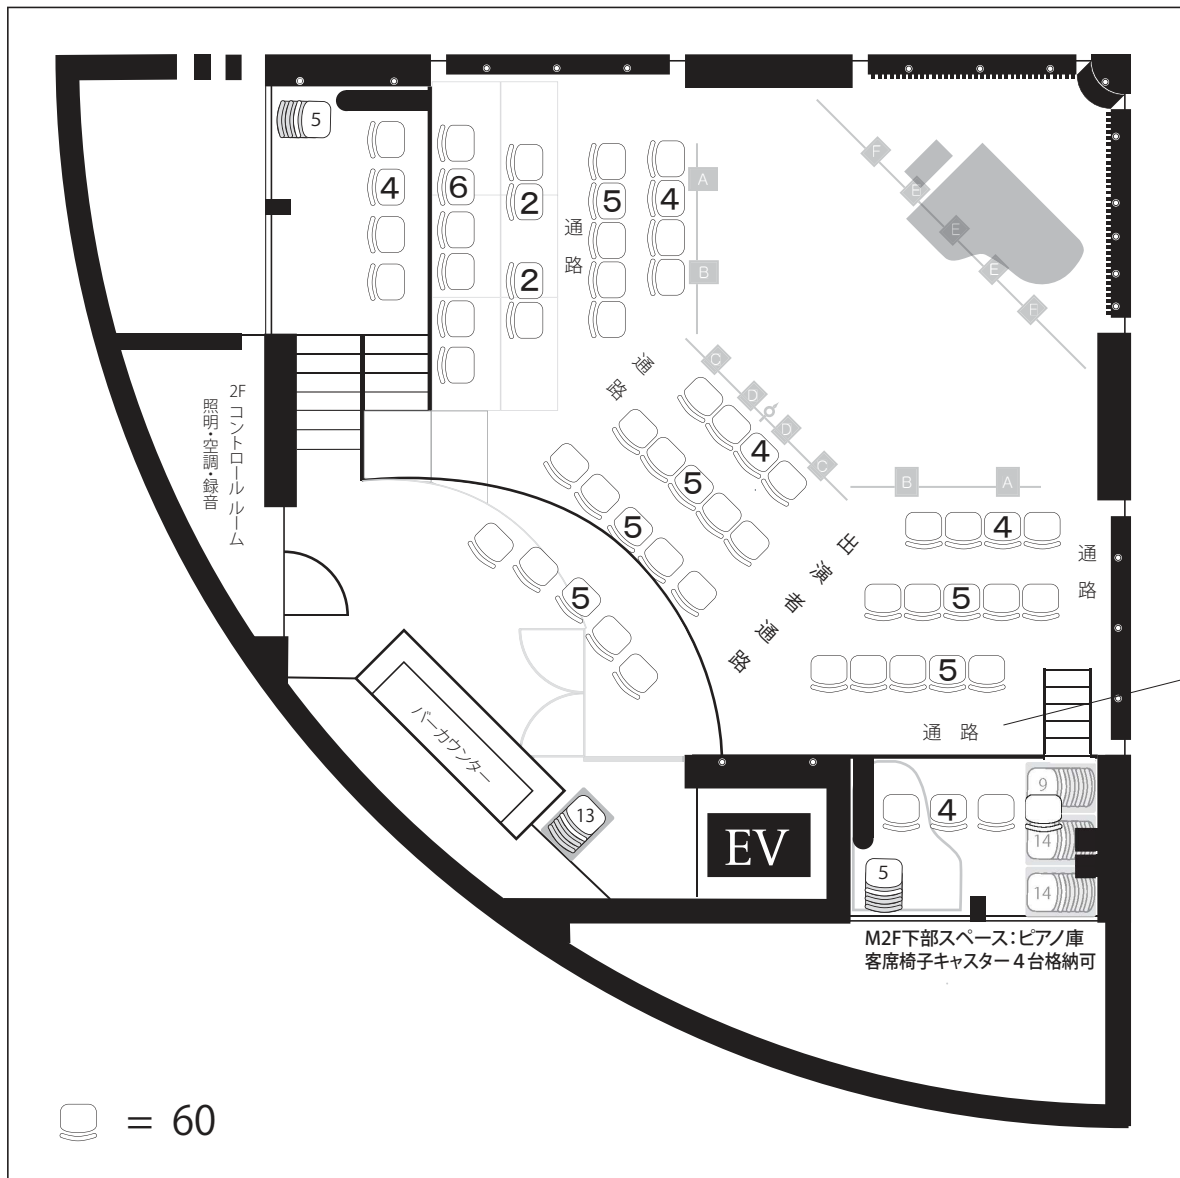 5
4
6
2
2
5
4
通路
A
B
F
E
E
E
F
通路
C
D
D
C
4
5
5
5
B
A
4
5
5
通路
出演者通路
通路
2F コントロール ルーム
照明・空調・録音
バーカウンター
13
EV
4
9
14
14
5
M2F下部スペース：ピアノ庫
客席椅子キャスター４台格納可
= 60